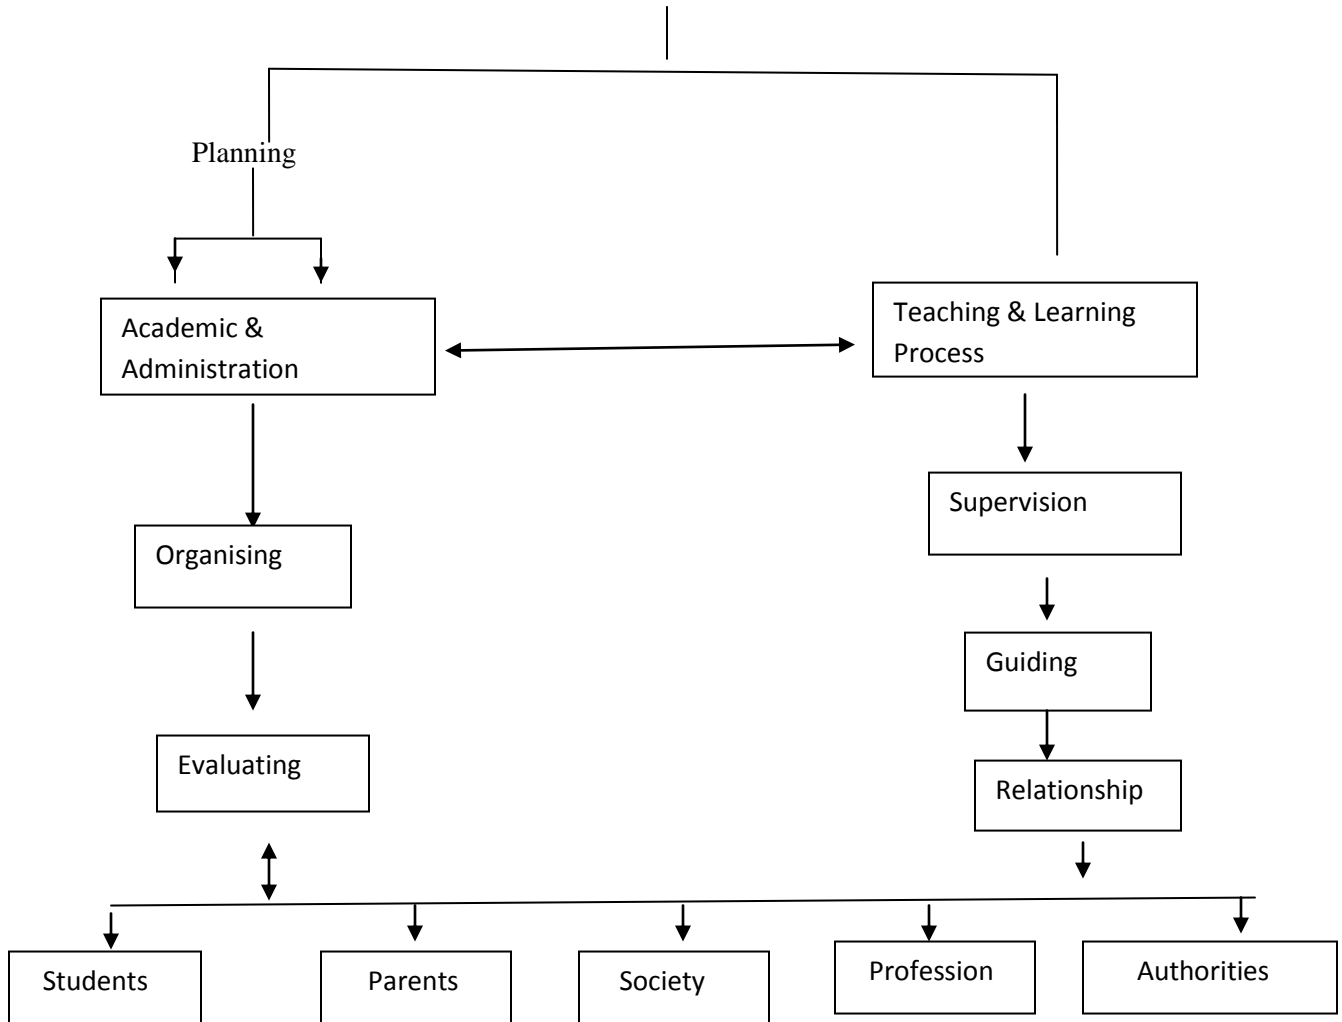 Planning
Academic &
Administration
Teaching & Learning
Process
Supervision
Organising
Guiding
Evaluating
Relationship
Students
Parents
Society
Profession
Authorities